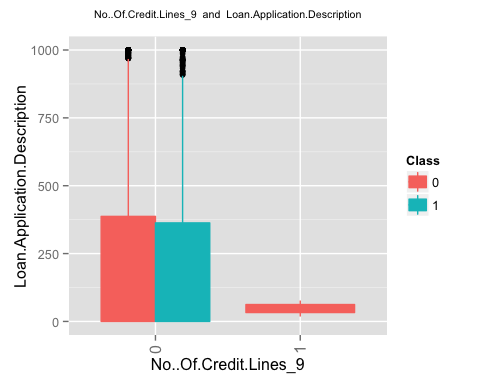 No..Of.Credit.Lines_9 and Loan.Application.Description
1000
750
500
250
0
Loan.Application.Description
0
1
No..Of.Credit.Lines_9
Class
0
1